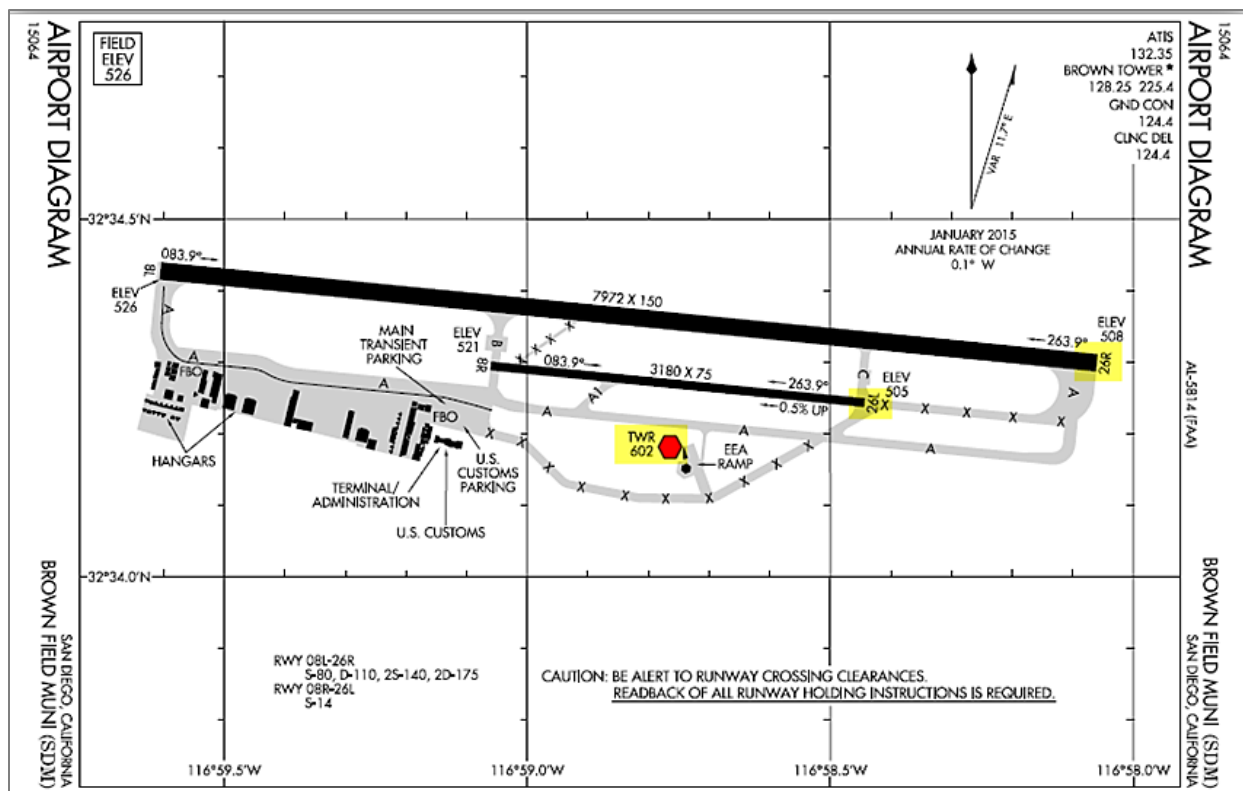 15064
AIRPORT DIAGRAM
FIELD
ELEV
526
ATIS
132.35
BROWN TOWER *
128.25 225.4
GND CON
124.4
CLNC DEL
124.4
15064
AIRPORT DIAGRAM
VAR 11.7° E
32°34.5'N
JANUARY 2015
ANNUAL RATE OF CHANGE
0.1° W
083.9°
8L
ELEV
526
7972 X 150
263.9°
ELEV
508
26R
A
A
FBO
MAIN
TRANSIENT
PARKING
A
ELEV
521
B
8R
083.9°
3180 X 75
263.9°
0.5% UP
A1
C
ELEV
505
26L
X
X
X
X
X
X
X
X
X
A
A
A
A
FBO
TWR
602
EEA
RAMP
X
X
X
X
X
X
X
X
X
X
HANGARS
TERMINAL/
ADMINISTRATION
U.S.
CUSTOMS
PARKING
U.S. CUSTOMS
AL-5814 (FAA)
32°34.0'N
RWY 08L-26R
S-80, D-110, 2S-140, 2D-175
RWY 08R-26L
S-14
CAUTION: BE ALERT TO RUNWAY CROSSING CLEARANCES.
READBACK OF ALL RUNWAY HOLDING INSTRUCTIONS IS REQUIRED.
SAN DIEGO, CALIFORNIA
BROWN FIELD MUNI (SDM)
BROWN FIELD MUNI (SDM)
SAN DIEGO, CALIFORNIA
116°59.5'W
116°59.0'W
116°58.5'W
116°58.0'W